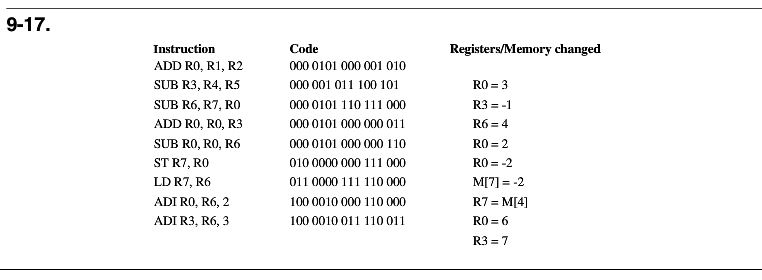 9-17.
Instruction Code Registers/Memory changed
ADD R0, R1, R2 000 0101 000 001 010
SUB R3, R4, R5 000 001 011 100 101 R0 = 3
SUB R6, R7, R0 000 0101 110 111 000 R3 = -1
ADD R0, R0, R3 000 0101 000 000 011 R6 = 4
SUB R0, R0, R6 000 0101 000 000 110 R0 = 2
ST R7, R0 010 0000 000 111 000 R0 = -2
LD R7, R6 011 0000 111 110 000 M[7] = -2
ADI R0, R6, 2 100 0010 000 110 000 R7 = M[4]
ADI R3, R6, 3 100 0010 011 110 011 R0 = 6
R3 = 7